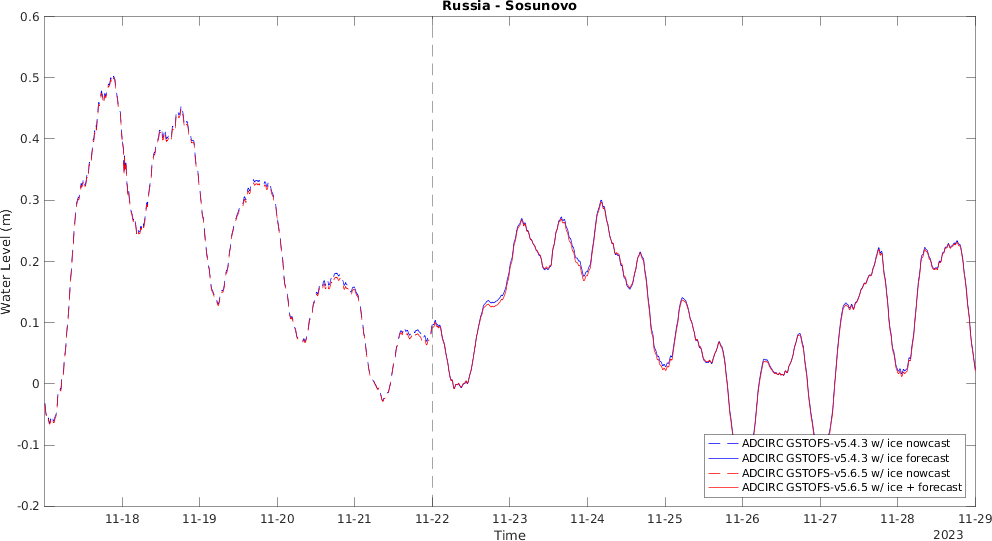 Russia - Sosunovo
0.6
0.5
0.4
0.3
0.2
0.1
0
-0.1
-0.2
Water Level (m)
ADCIRC GSTOFS-v5.4.3 w/ ice nowcast
ADCIRC GSTOFS-v5.4.3 w/ ice forecast
ADCIRC GSTOFS-v5.6.5 w/ ice nowcast
ADCIRC GSTOFS-v5.6.5 w/ ice + forecast
11-18 11-19 11-20 11-21 11-22 11-23 11-24 11-25 11-26 11-27 11-28 11-29
Time
2023